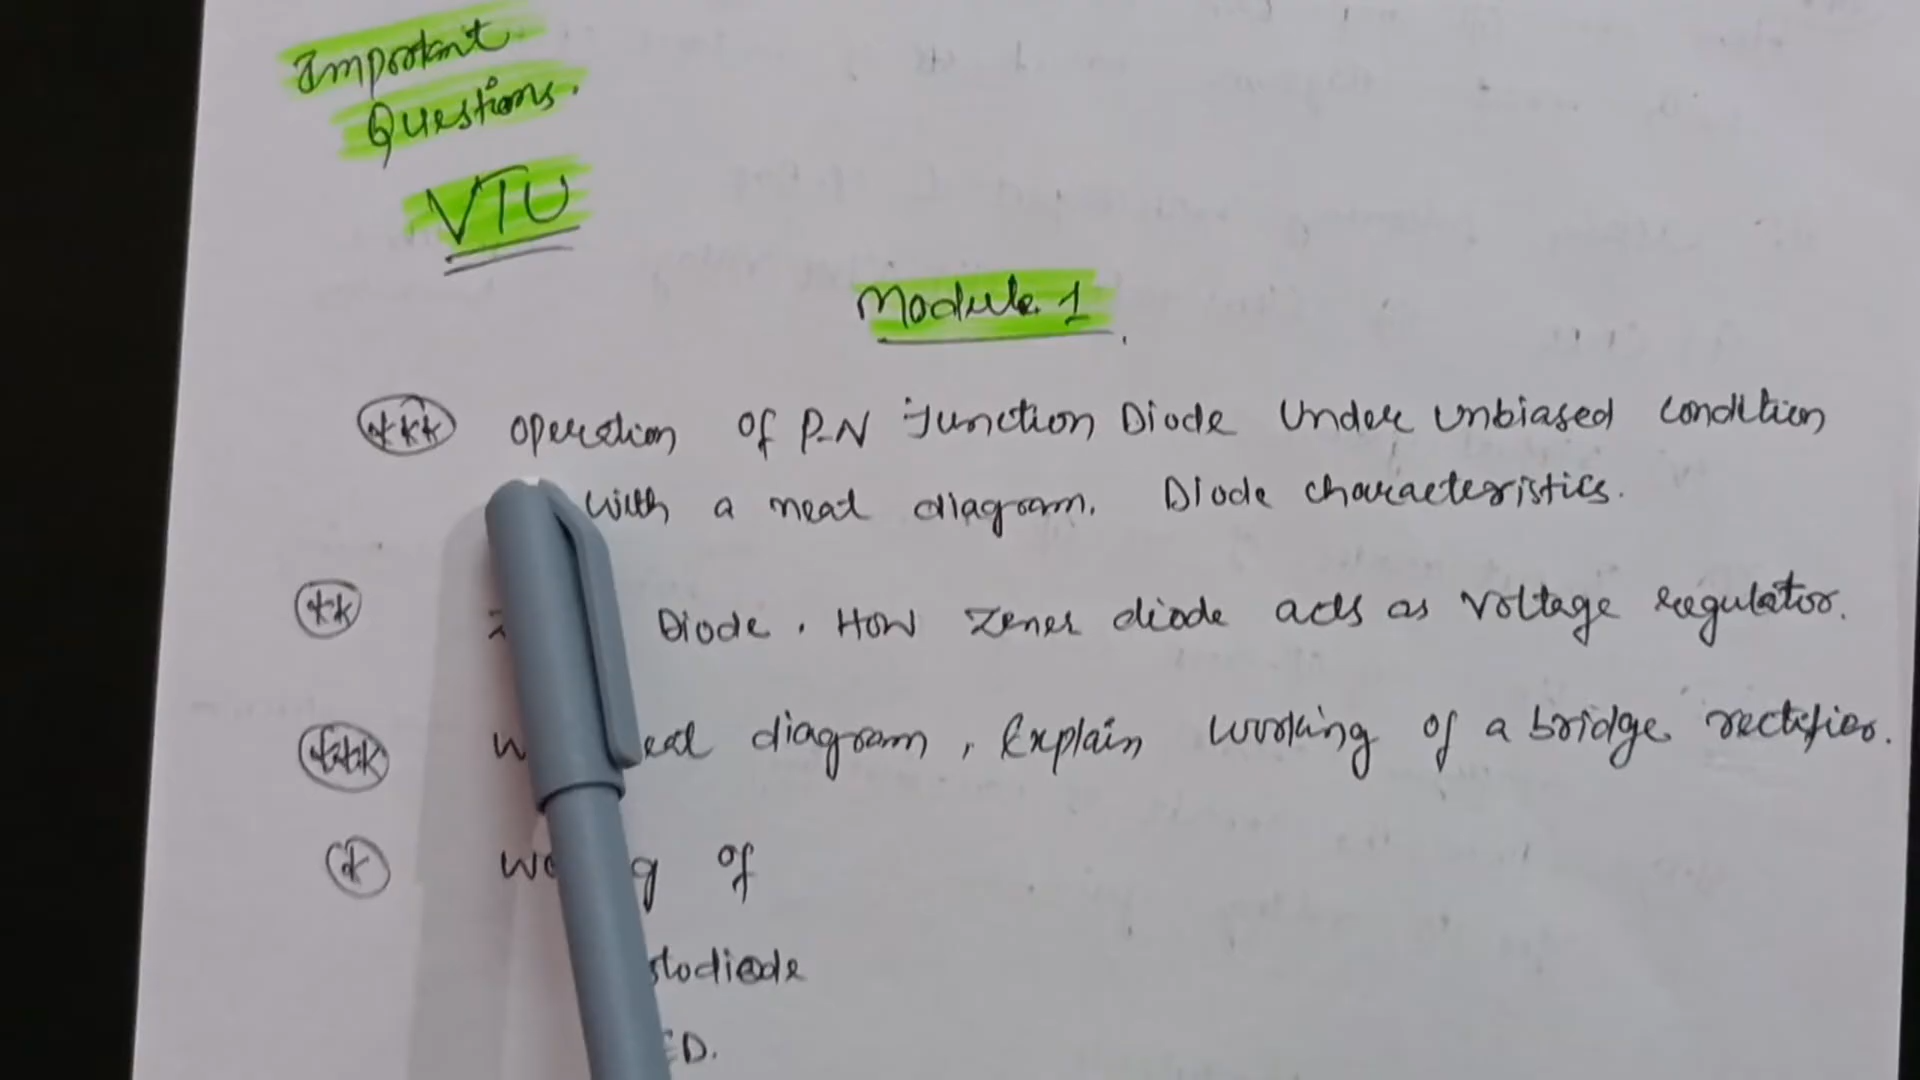 Important
Questions.
VTU
Module 1
*** Operation of P-N Junction Diode Under Unbiased condition
with a neat diagram. Diode characteristics.
** Diode. How Zener diode acts as voltage regulator.
*** diagram, Explain working of a bridge rectifier.
* of